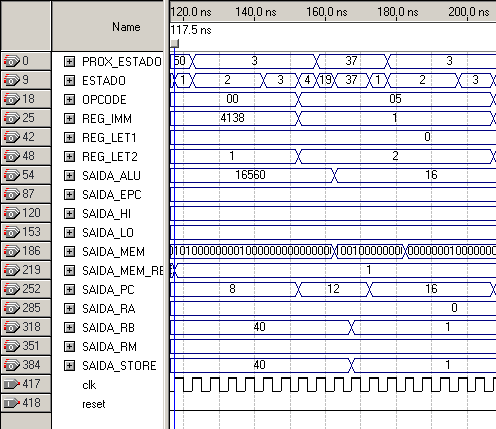 120.0 ns 140.0 ns 160.0 ns 180.0 ns 200.0 ns
Name
117.5 ns
0 PROX_ESTADO 50 3 37 3
9 ESTADO 1 2 3 4 19 37 1 2 3
18 OPCODE 00 05
25 REG_IMM 4138 1
42 REG_LET1 0
48 REG_LET2 1 2
54 SAIDA_ALU 16560 16
87 SAIDA_EPC
120 SAIDA_HI
153 SAIDA_LO
186 SAIDA_MEM
219 SAIDA_MEM_RE 1
252 SAIDA_PC 8 12 16
285 SAIDA_RA 0
318 SAIDA_RB 40 1
351 SAIDA_RM
384 SAIDA_STORE 40 1
417 clk
418 reset